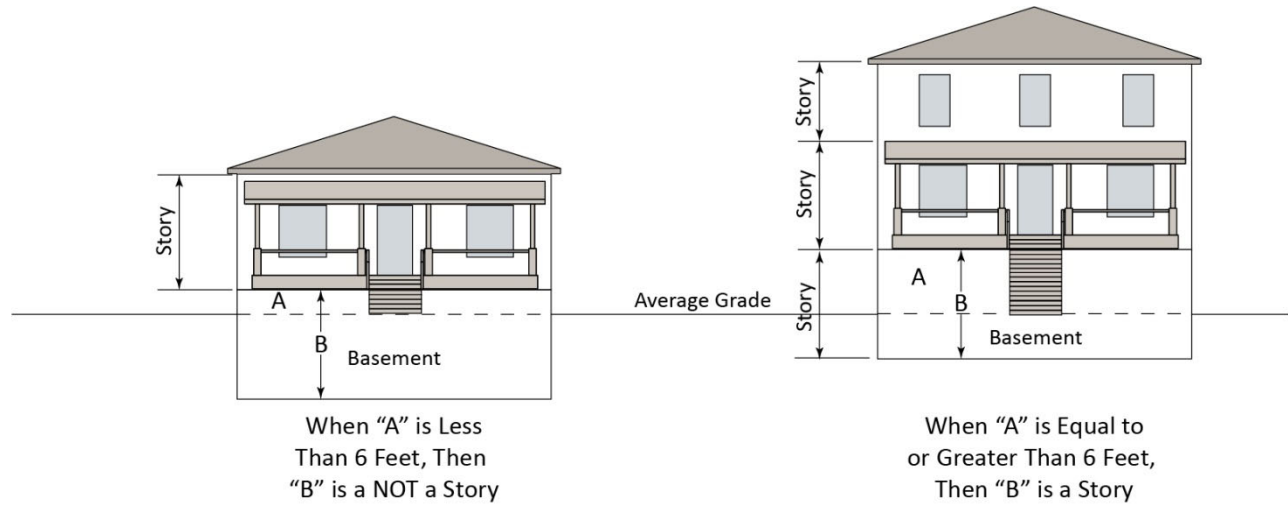 Story
A
B
Basement
When “A” is Less
Than 6 Feet, Then
“B” is a NOT a Story
Average Grade
Story
Story
Story
A
B
Basement
When “A” is Equal to
or Greater Than 6 Feet,
Then “B” is a Story